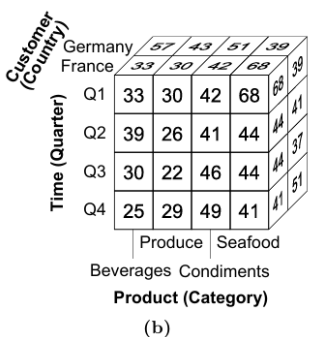 Customer
(Country)
Germany 57 43 51 39
France 33 30 42 68
Time (Quarter)
Q1 33 30 42 68 68 39
Q2 39 26 41 44 44 41
Q3 30 22 46 44 44 37
Q4 25 29 49 41 41 51
Produce Seafood
Beverages Condiments
Product (Category)
(b)